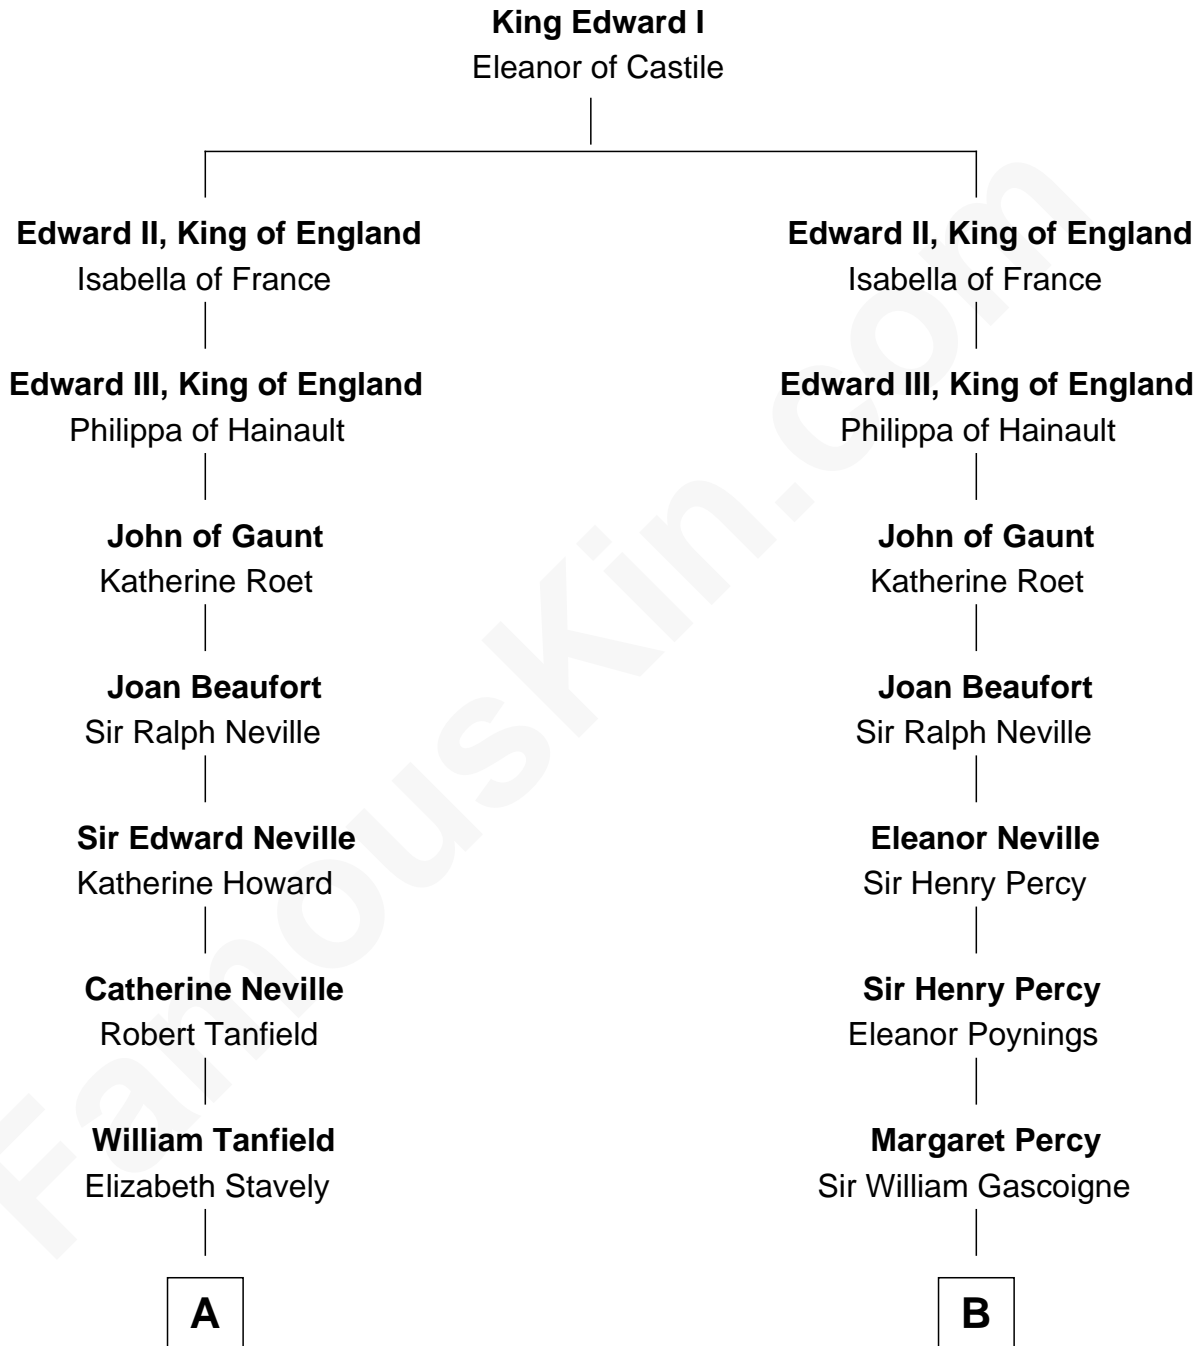 King Edward I
Eleanor of Castile
Edward II, King of England
Isabella of France
Edward III, King of England
Philippa of Hainault
John of Gaunt
Katherine Roet
Joan Beaufort
Sir Ralph Neville
Sir Edward Neville
Katherine Howard
Catherine Neville
Robert Tanfield
William Tanfield
Elizabeth Stavely
A
Edward II, King of England
Isabella of France
Edward III, King of England
Philippa of Hainault
John of Gaunt
Katherine Roet
Joan Beaufort
Sir Ralph Neville
Eleanor Neville
Sir Henry Percy
Sir Henry Percy
Eleanor Poynings
Margaret Percy
Sir William Gascoigne
B
FamousKin.com